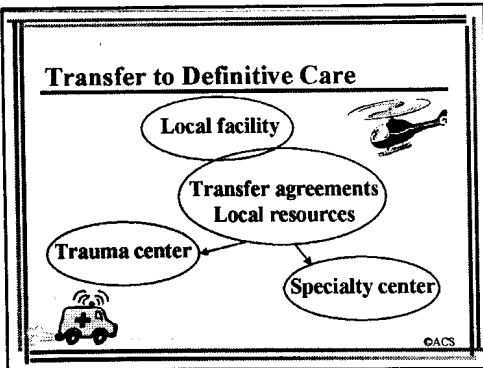 Transfer to Definitive Care
Local facility
Transfer agreements
Local resources
Trauma center
Specialty center
©ACS